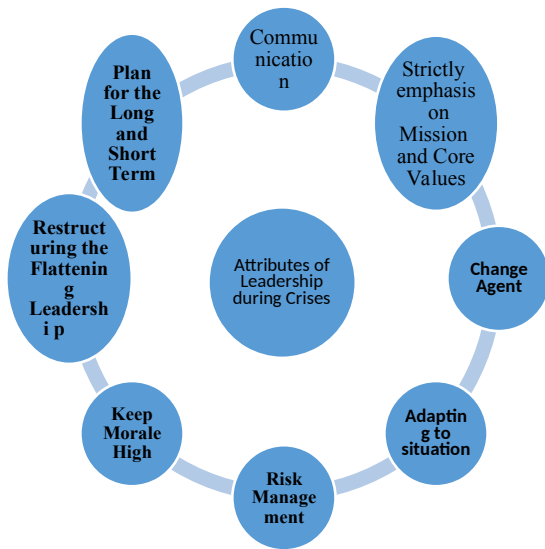 Commu
nicatio
n
Strictly
emphasis
on
Mission
and Core
Values
Change
Agent
Adaptin
g to
situation
Risk
Manage
ment
Keep
Morale
High
Restruct
uring the
Flattenin
g
Leadersh
i p
Plan
for the
Long
and
Short
Term
Attributes of
Leadership
during Crises